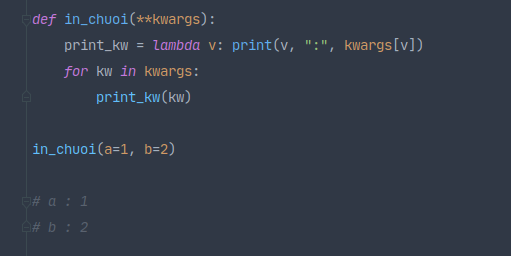 def in_chuoi(**kwargs):
    print_kw = lambda v: print(v, ":", kwargs[v])
    for kw in kwargs:
        print_kw(kw)
in_chuoi(a=1, b=2)
# a : 1
# b : 2